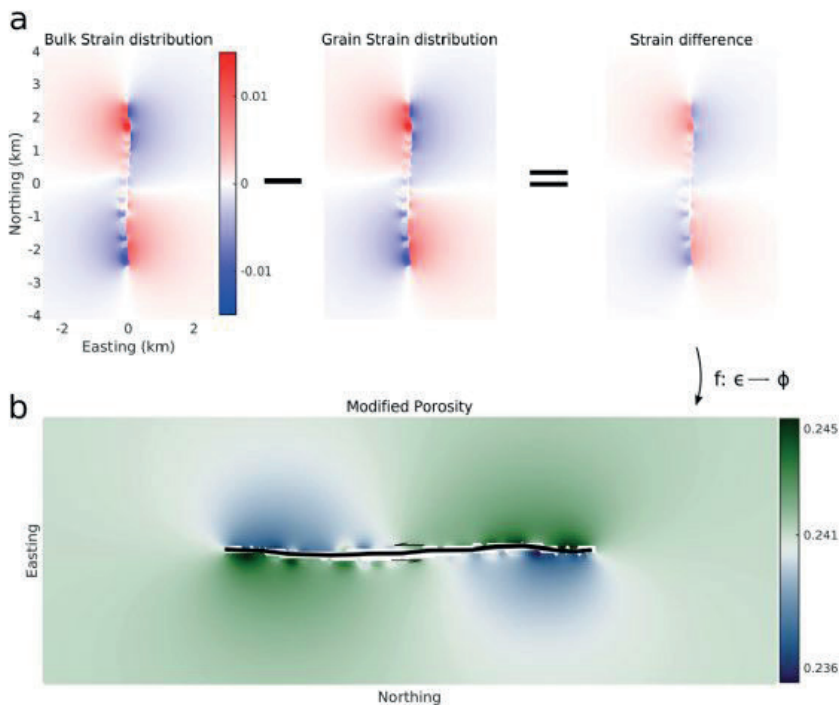 a
Bulk Strain distribution
Grain Strain distribution
Strain difference
4
3
2
1
0
-1
-2
-3
-4
Northing (km)
-2
0
2
Easting (km)
0.01
0
-0.01
f: ϵ — ϕ
b
Modified Porosity
Easting
Northing
0.245
0.241
0.236